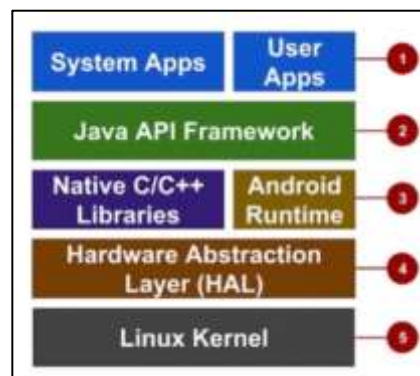 System Apps
User
Apps
1
Java API Framework
2
Native C/C++
Libraries
Android
Runtime
3
Hardware Abstraction
Layer (HAL)
4
Linux Kernel
5